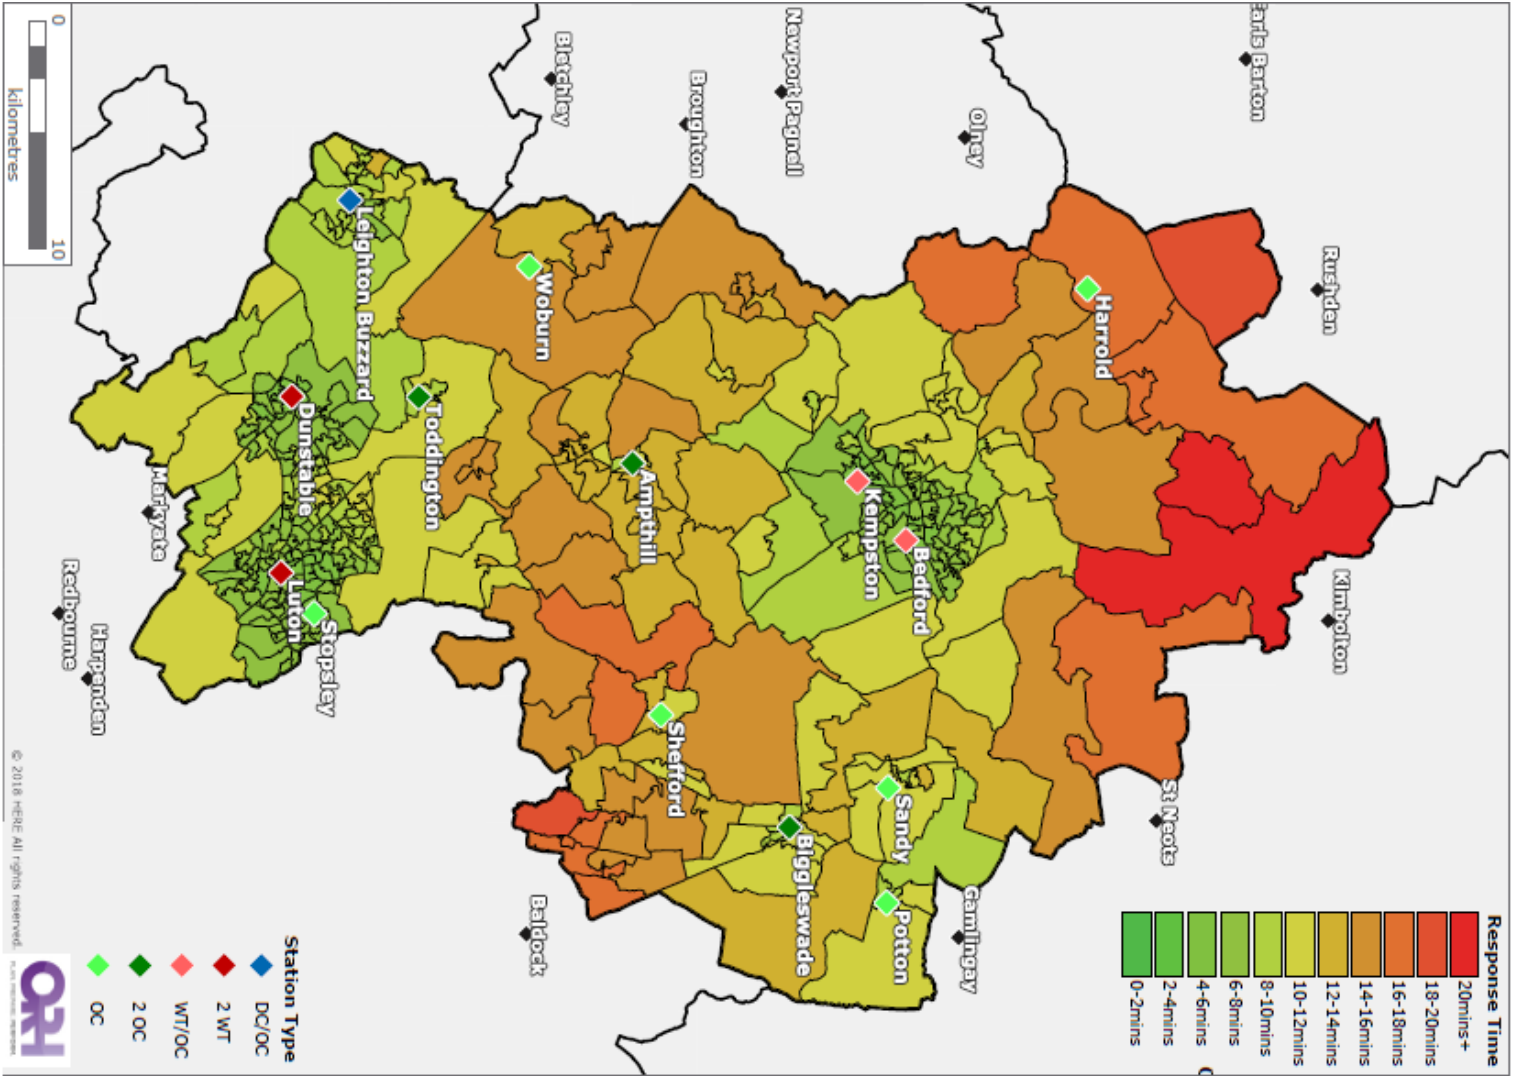 Response Time
20mins+
18-20mins
16-18mins
14-16mins
12-14mins
10-12mins
8-10mins
6-8mins
4-6mins
2-4mins
0-2mins
Earls Barton
Rushden
Kimbolton
St Neots
Harrold
Olney
Gamlingay
Newport Pagnell
Bedford
Kempston
Sandy
Potton
Broughton
Biggleswade
Ampthill
Shefford
Bletchley
Woburn
Baldock
Toddington
Leighton Buzzard
Dunstable
Luton
Stopsley
Markyate
Harpenden
Redbourne
Station Type
DC/OC
2 WT
WT/OC
2 OC
OC
0
10
kilometres
© 2018 HERE All rights reserved.
ORH